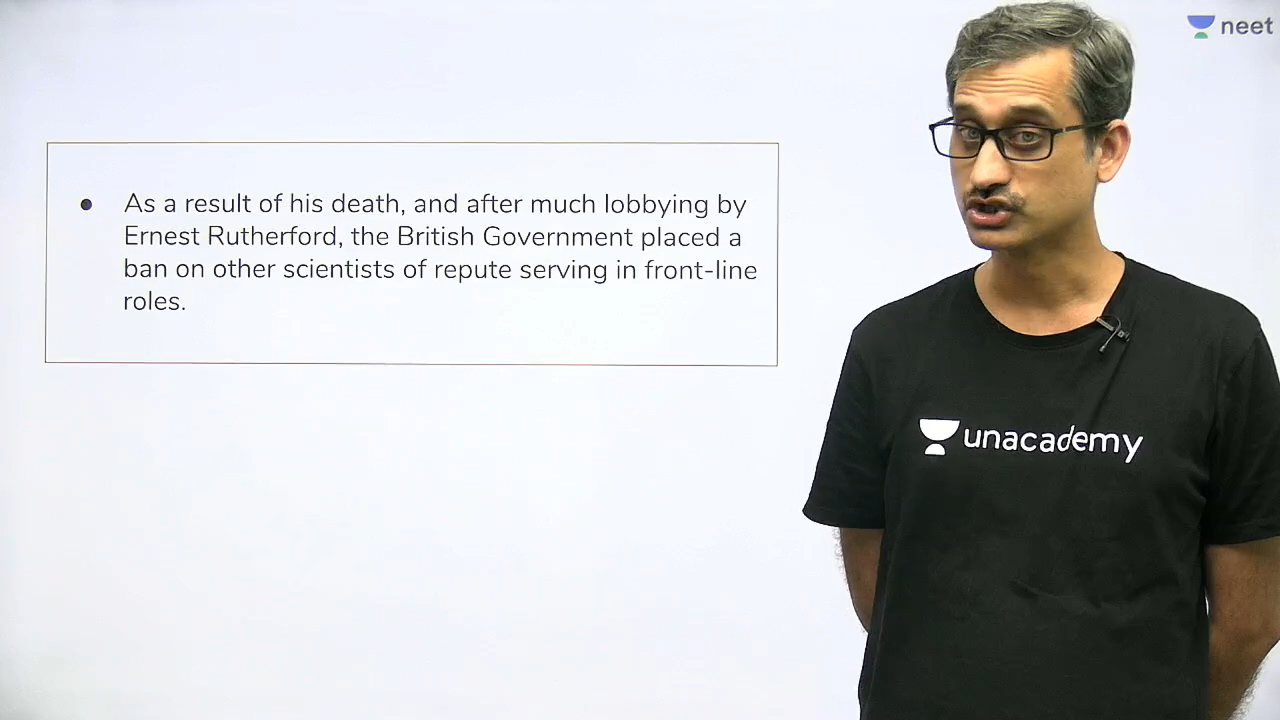 neet
● As a result of his death, and after much lobbying by
Ernest Rutherford, the British Government placed a
ban on other scientists of repute serving in front-line
roles.
unacademy